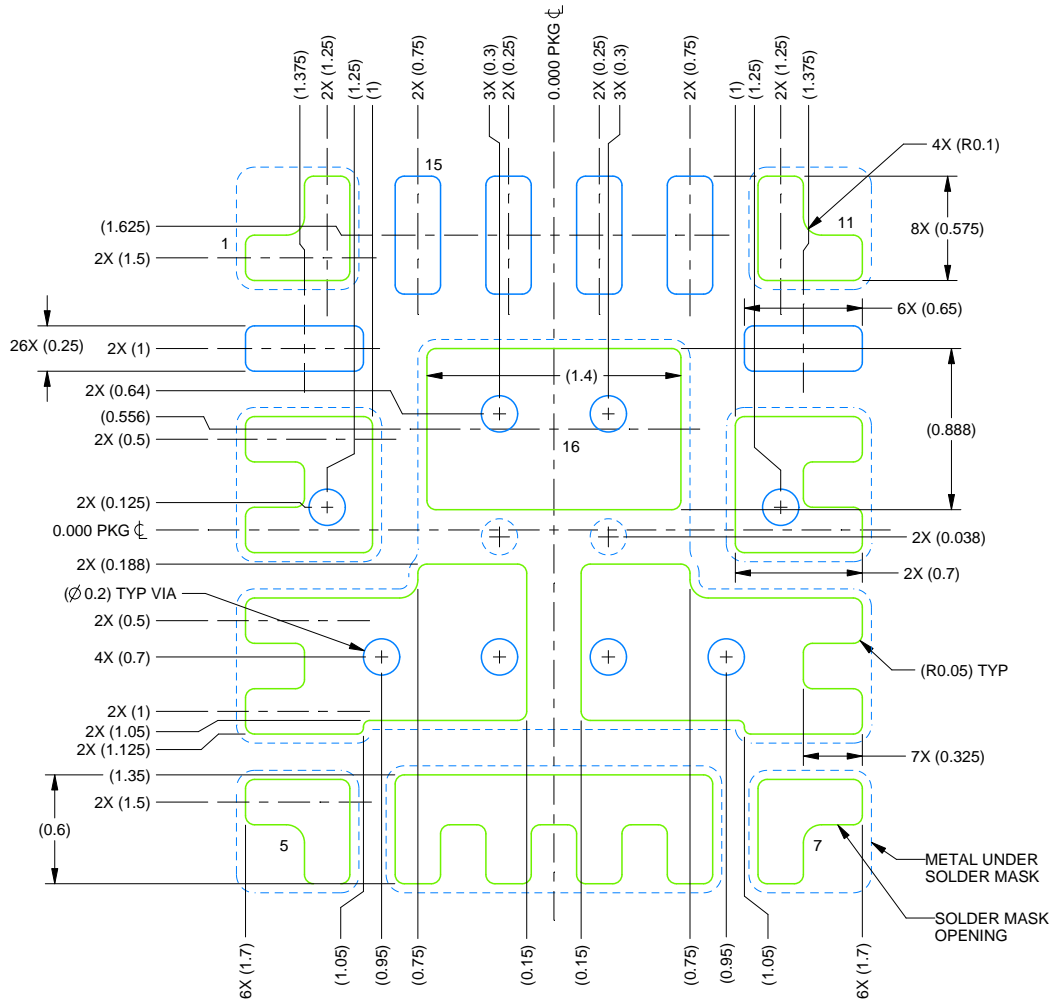 (1.375)
2X (1.25)
(1.25)
(1)
2X (0.75)
3X (0.3)
2X (0.25)
0.000 PKG ℄
2X (0.25)
3X (0.3)
2X (0.75)
(1)
(1.25)
2X (1.25)
(1.375)
15
4X (R0.1)
(1.625)
1
11
8X (0.575)
2X (1.5)
6X (0.65)
26X (0.25)
2X (1)
(1.4)
2X (0.64)
(0.556)
16
(0.888)
2X (0.5)
2X (0.125)
0.000 PKG ℄
2X (0.038)
2X (0.188)
2X (0.7)
(Ø 0.2) TYP VIA
2X (0.5)
4X (0.7)
(R0.05) TYP
2X (1)
2X (1.05)
2X (1.125)
7X (0.325)
(1.35)
2X (1.5)
(0.6)
5
7
METAL UNDER
SOLDER MASK
SOLDER MASK
OPENING
6X (1.7)
(1.05)
(0.95)
(0.75)
(0.15)
(0.15)
(0.75)
(0.95)
(1.05)
6X (1.7)